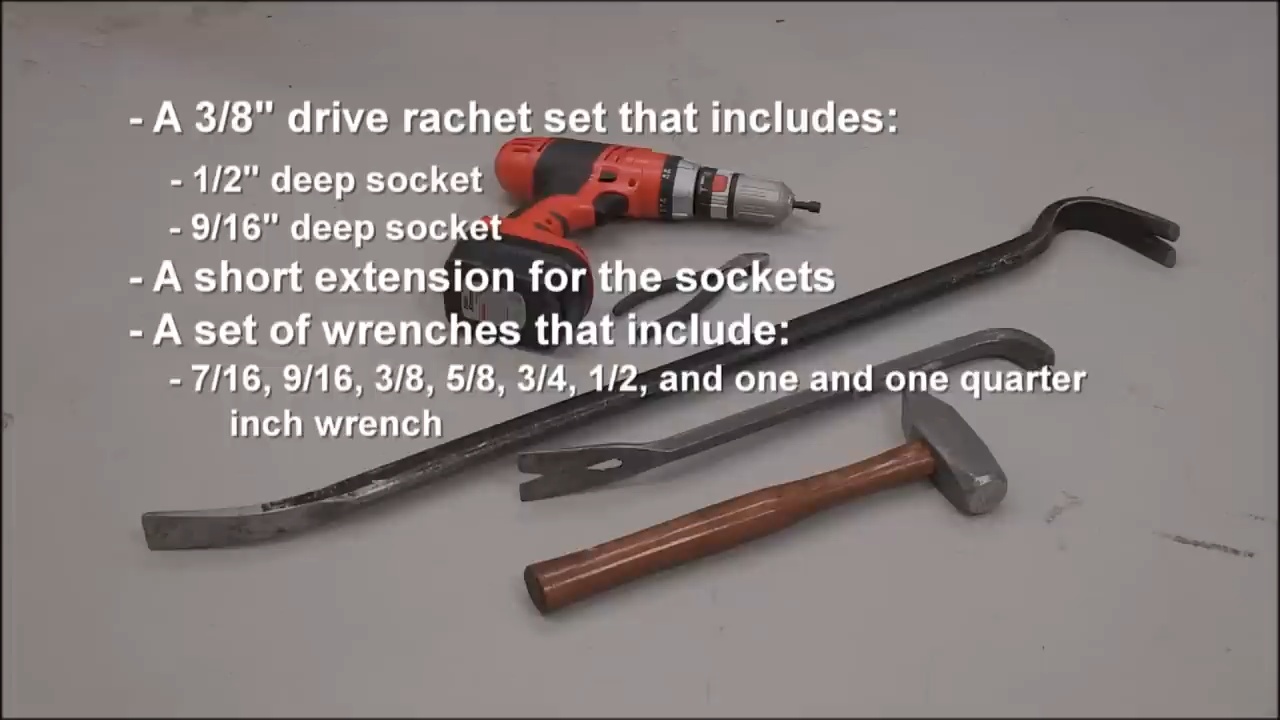 - A 3/8" drive rachet set that includes:
- 1/2" deep socket
- 9/16" deep socket
- A short extension for the sockets
- A set of wrenches that include:
- 7/16, 9/16, 3/8, 5/8, 3/4, 1/2, and one and one quarter
inch wrench